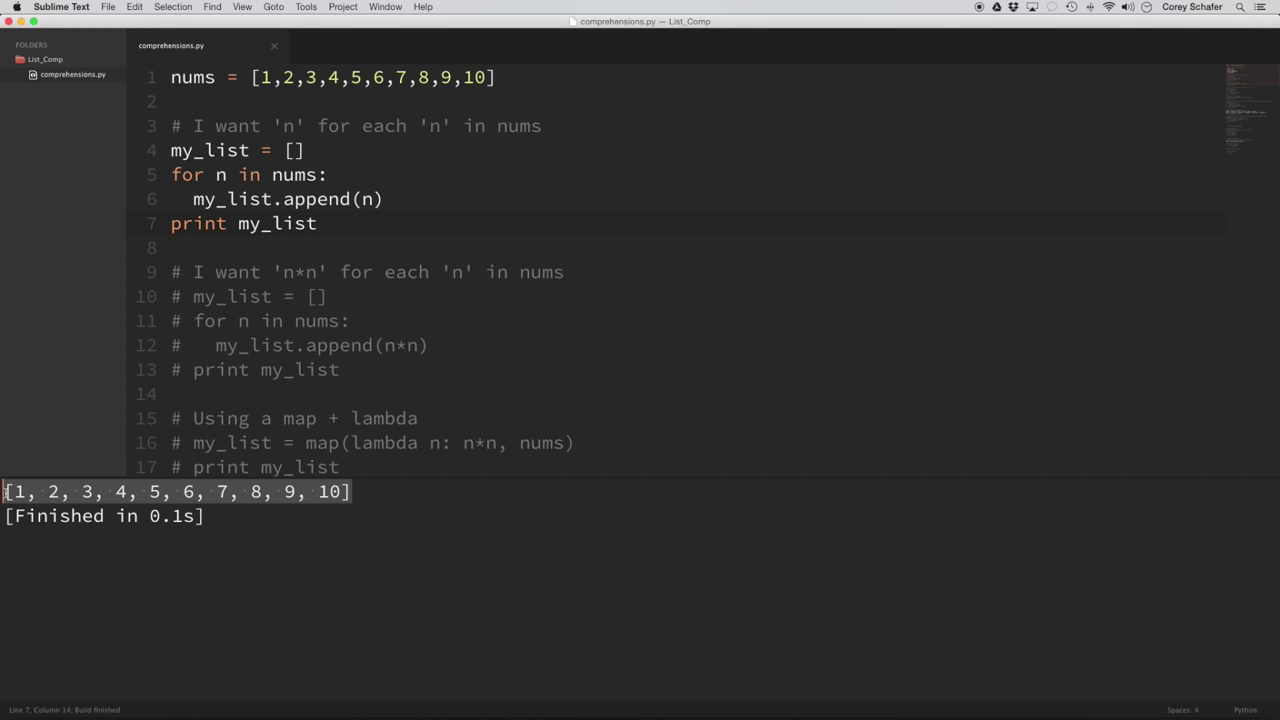 Sublime Text File Edit Selection Find View Goto Tools Project Window Help Corey Schafer
comprehensions.py — List_Comp
FOLDERS
List_Comp
comprehensions.py
comprehensions.py
1 nums = [1,2,3,4,5,6,7,8,9,10]
2
3 # I want 'n' for each 'n' in nums
4 my_list = []
5 for n in nums:
6 my_list.append(n)
7 print my_list
8
9 # I want 'n*n' for each 'n' in nums
10 # my_list = []
11 # for n in nums:
12 # my_list.append(n*n)
13 # print my_list
14
15 # Using a map + lambda
16 # my_list = map(lambda n: n*n, nums)
17 # print my_list
[1, 2, 3, 4, 5, 6, 7, 8, 9, 10]
[Finished in 0.1s]
Line 7, Column 14; Build finished Spaces: 4 Python